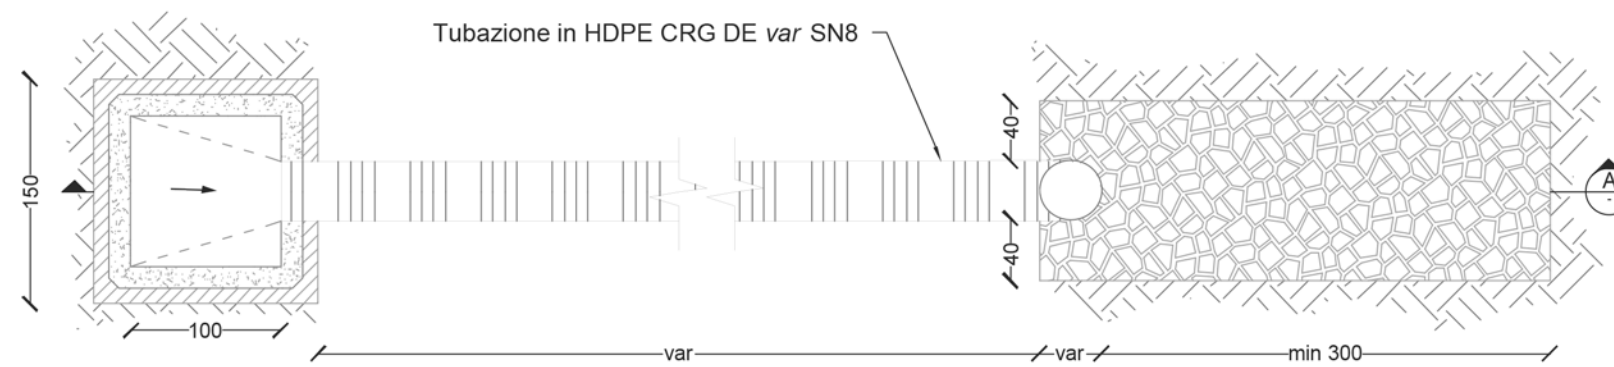 Tubazione in HDPE CRG DE var SN8
40
150
A
-
40
100
var
var
min 300